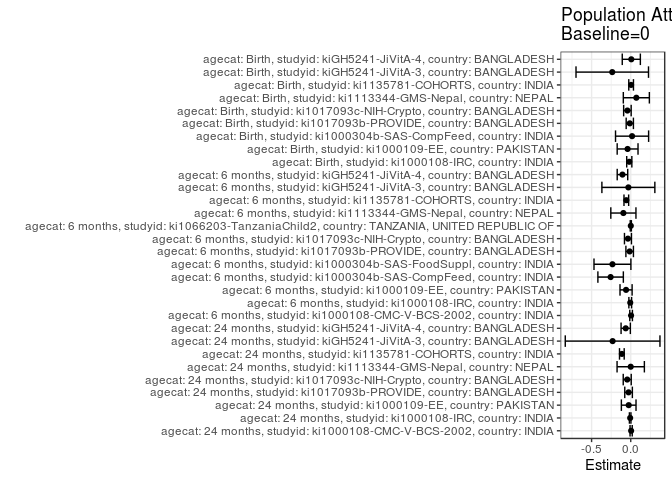 Population Att
Baseline=0
agecat: Birth, studyid: kiGH5241-JiVitA-4, country: BANGLADESH
agecat: Birth, studyid: kiGH5241-JiVitA-3, country: BANGLADESH
agecat: Birth, studyid: ki1135781-COHORTS, country: INDIA
agecat: Birth, studyid: ki1113344-GMS-Nepal, country: NEPAL
agecat: Birth, studyid: ki1017093c-NIH-Crypto, country: BANGLADESH
agecat: Birth, studyid: ki1017093b-PROVIDE, country: BANGLADESH
agecat: Birth, studyid: ki1000304b-SAS-CompFeed, country: INDIA
agecat: Birth, studyid: ki1000109-EE, country: PAKISTAN
agecat: Birth, studyid: ki1000108-IRC, country: INDIA
agecat: 6 months, studyid: kiGH5241-JiVitA-4, country: BANGLADESH
agecat: 6 months, studyid: kiGH5241-JiVitA-3, country: BANGLADESH
agecat: 6 months, studyid: ki1135781-COHORTS, country: INDIA
agecat: 6 months, studyid: ki1113344-GMS-Nepal, country: NEPAL
agecat: 6 months, studyid: ki1066203-TanzaniaChild2, country: TANZANIA, UNITED REPUBLIC OF
agecat: 6 months, studyid: ki1017093c-NIH-Crypto, country: BANGLADESH
agecat: 6 months, studyid: ki1017093b-PROVIDE, country: BANGLADESH
agecat: 6 months, studyid: ki1000304b-SAS-FoodSuppl, country: INDIA
agecat: 6 months, studyid: ki1000304b-SAS-CompFeed, country: INDIA
agecat: 6 months, studyid: ki1000109-EE, country: PAKISTAN
agecat: 6 months, studyid: ki1000108-IRC, country: INDIA
agecat: 6 months, studyid: ki1000108-CMC-V-BCS-2002, country: INDIA
agecat: 24 months, studyid: kiGH5241-JiVitA-4, country: BANGLADESH
agecat: 24 months, studyid: kiGH5241-JiVitA-3, country: BANGLADESH
agecat: 24 months, studyid: ki1135781-COHORTS, country: INDIA
agecat: 24 months, studyid: ki1113344-GMS-Nepal, country: NEPAL
agecat: 24 months, studyid: ki1017093c-NIH-Crypto, country: BANGLADESH
agecat: 24 months, studyid: ki1017093b-PROVIDE, country: BANGLADESH
agecat: 24 months, studyid: ki1000109-EE, country: PAKISTAN
agecat: 24 months, studyid: ki1000108-IRC, country: INDIA
agecat: 24 months, studyid: ki1000108-CMC-V-BCS-2002, country: INDIA
-0.5 0.0
Estimate